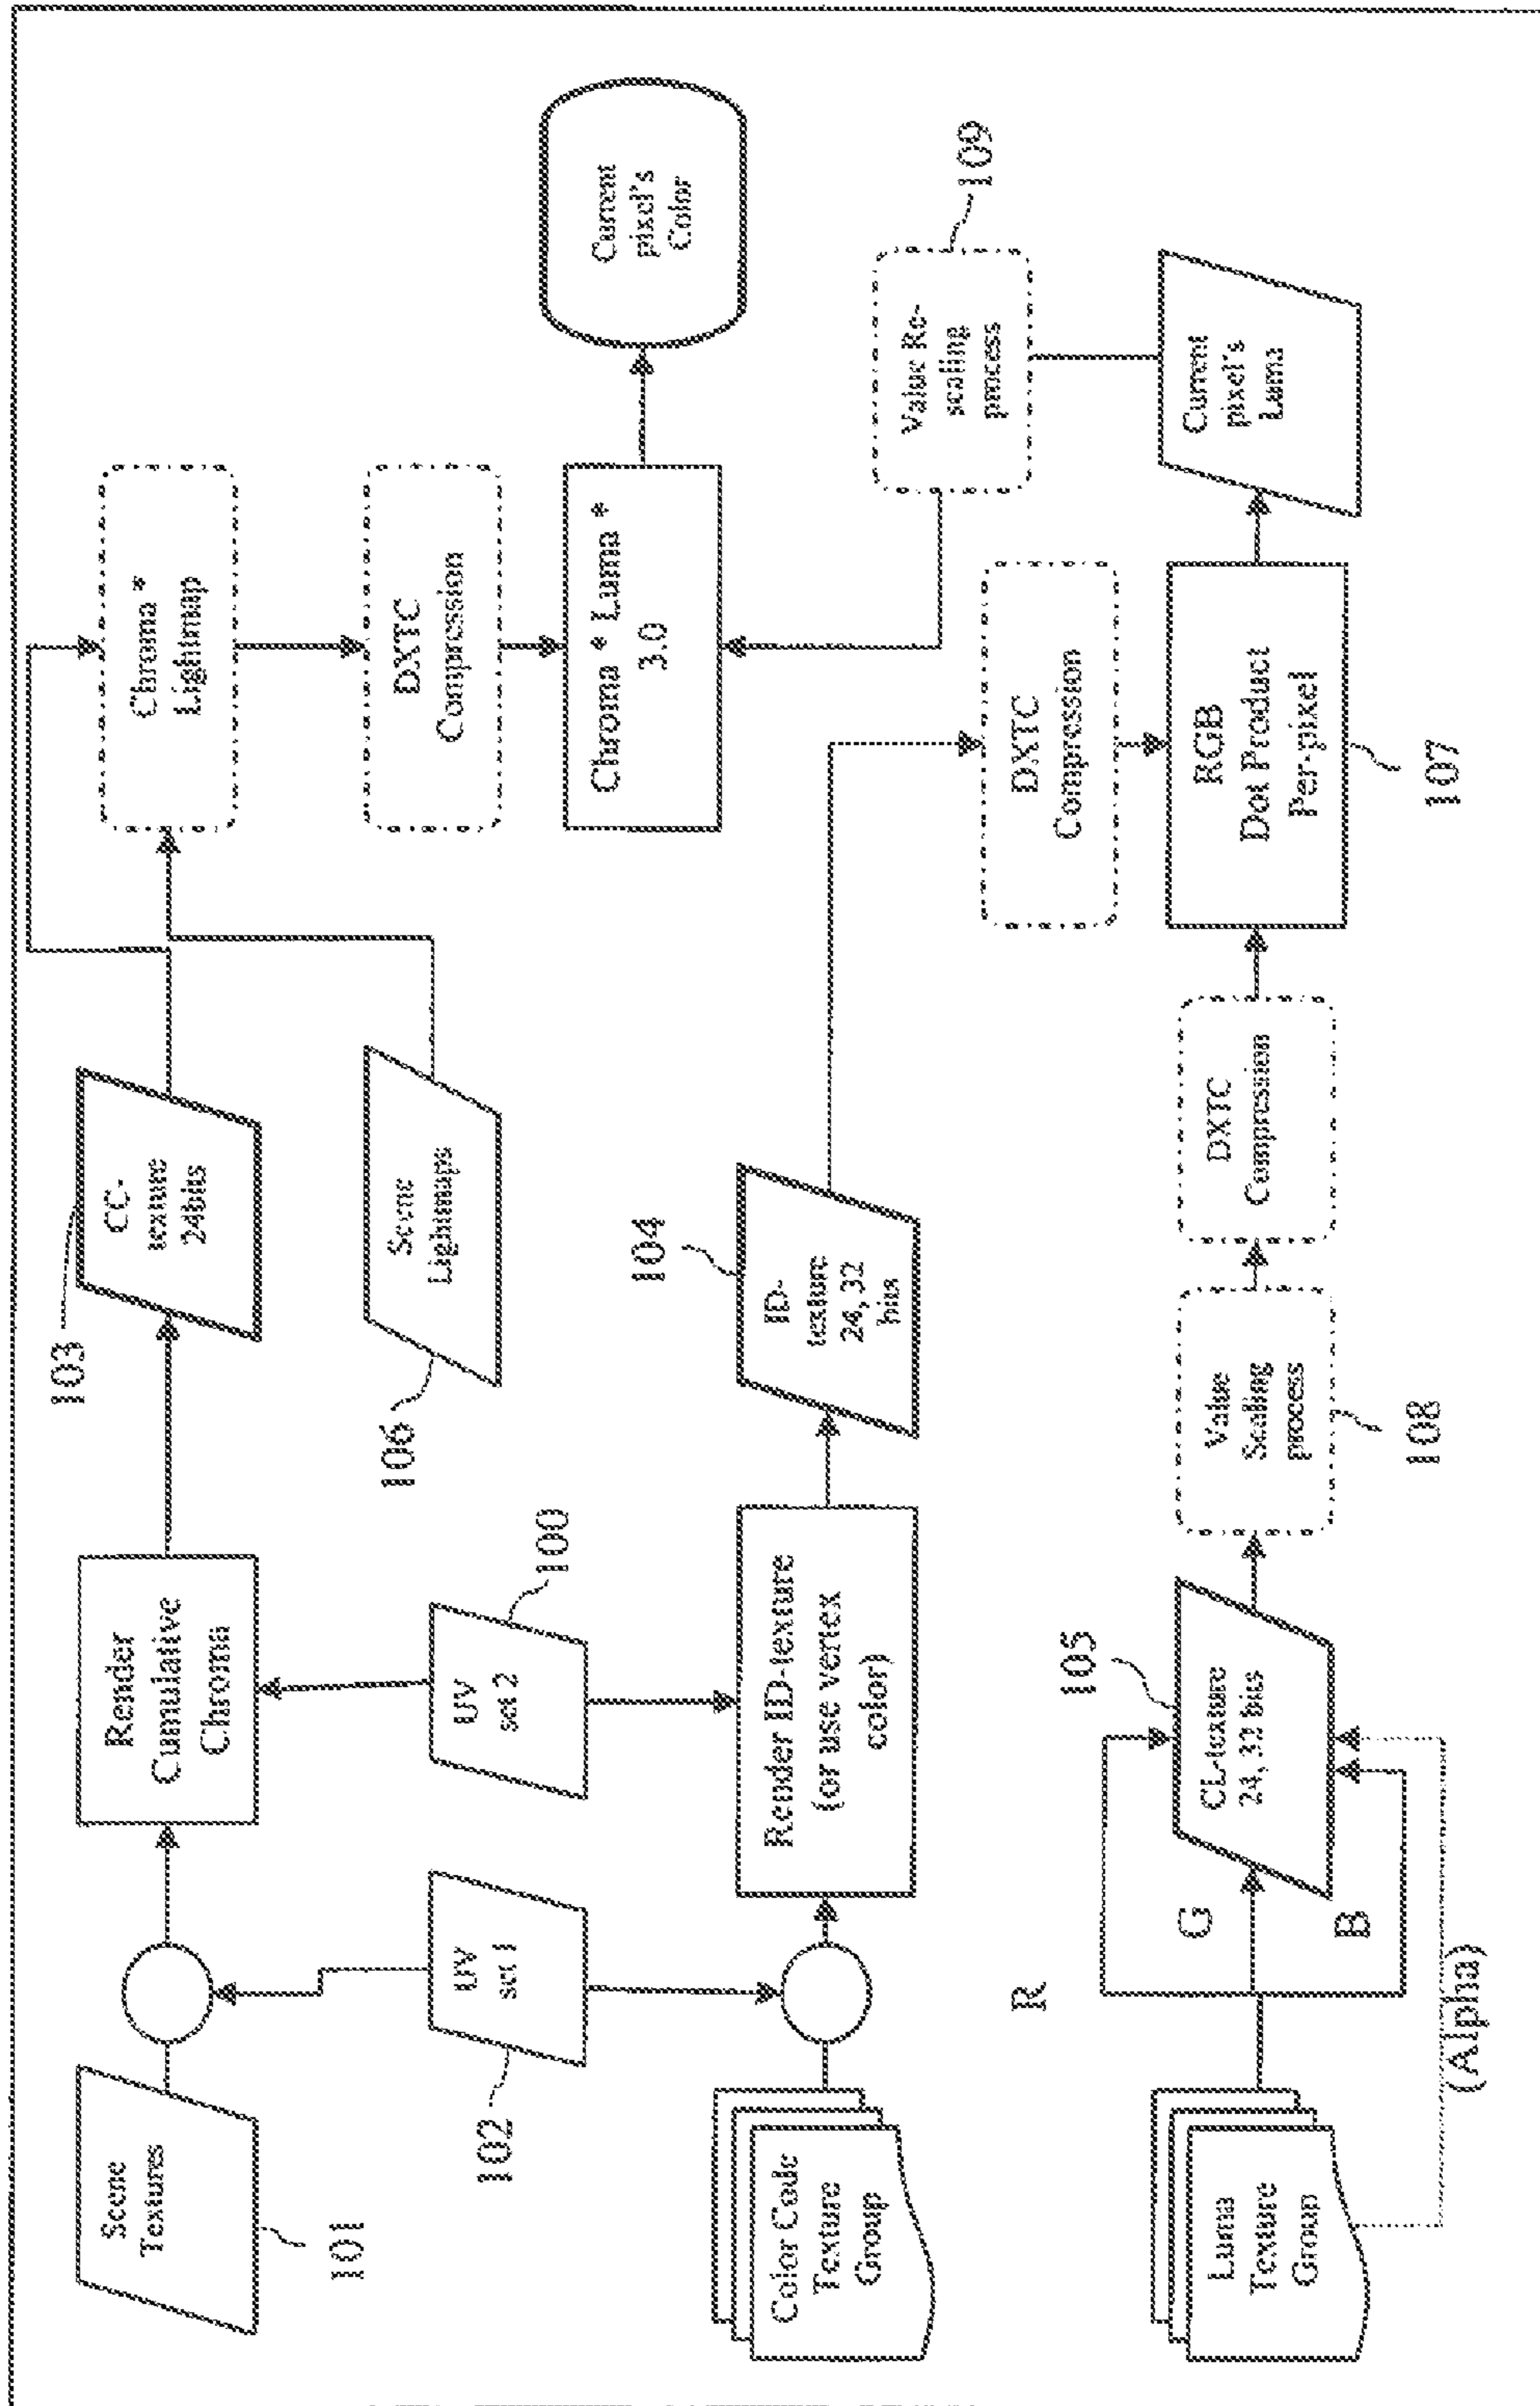 Scene
Textures
101
Render
Cumulative
Chroma
103
CC-
texture
24bits
Chroma *
Lightmap
UV
set 1
102
UV
set 2
100
106
Scene
Lightmaps
DXTC
Compression
Chroma * Luma *
3.0
Current
pixel's
Color
Color Code
Texture
Group
Render ID-texture
(or use vertex
color)
104
ID-
texture
24, 32
bits
Value Re-
scaling
process
109
DXTC
Compression
Luma
Texture
Group
R
G
B
(Alpha)
105
CL-texture
24, 32 bits
Value
Scaling
process
108
DXTC
Compression
RGB
Dot Product
Per-pixel
107
Current
pixel's
Luma